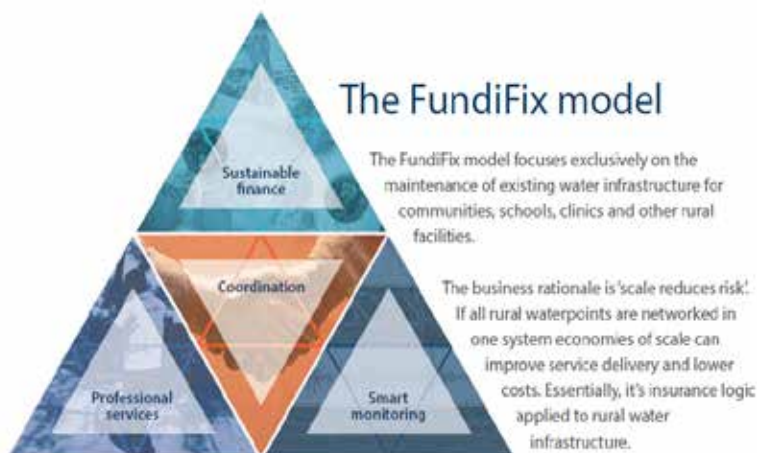 The FundiFix model
The FundiFix model focuses exclusively on the
maintenance of existing water infrastructure for
communities, schools, clinics and other rural
facilities.
The business rationale is 'scale reduces risk'.
If all rural waterpoints are networked in
one system economies of scale can
improve service delivery and lower
costs. Essentially, it's insurance logic
applied to rural water
infrastructure.
Sustainable
finance
Coordination
Professional
services
Smart
monitoring